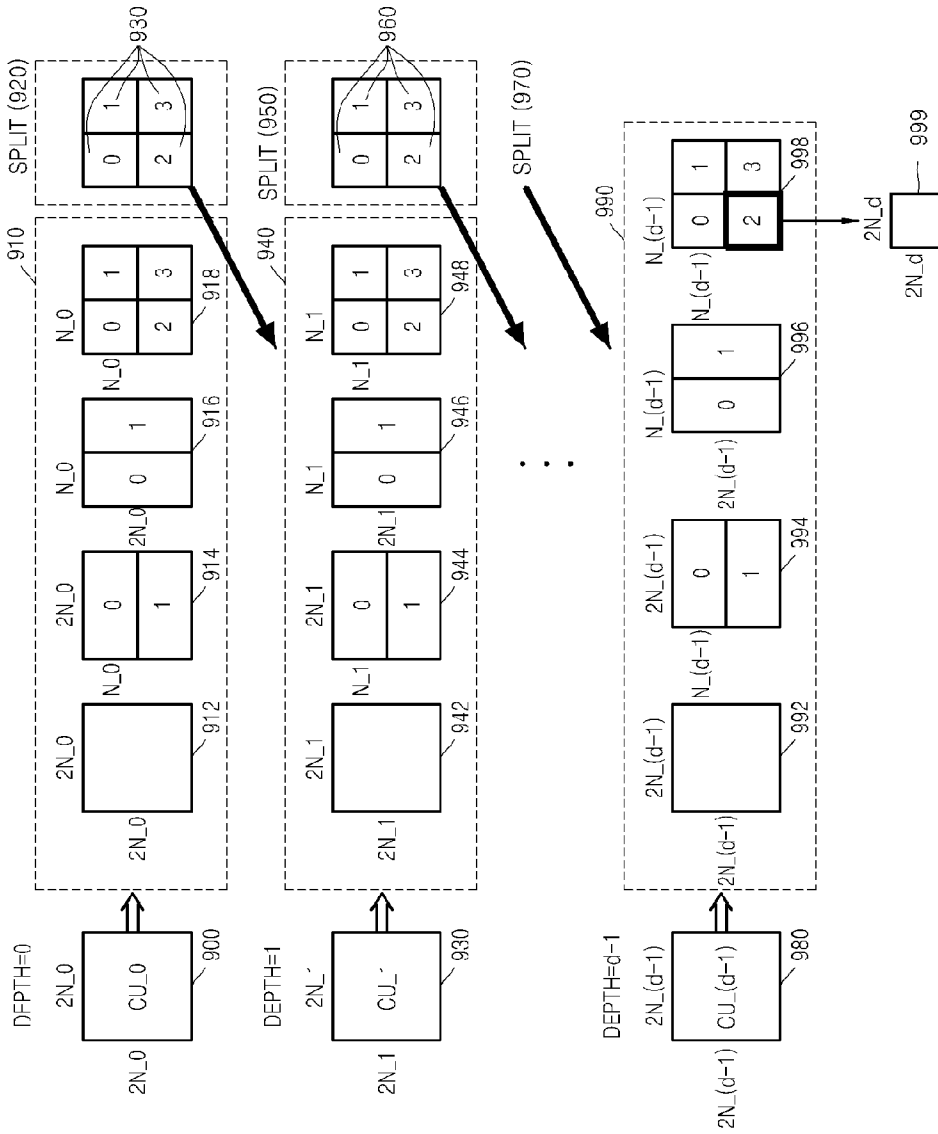 DFPTH=0
2N_0
2N_0
CU_0
900
910
2N_0
2N_0
912
2N_0
N_0
0
1
914
N_0
2N_0
0
1
916
N_0
N_0
0
1
2
3
918
SPLIT (920)
0
1
2
3
930
DEPTH=1
2N_1
2N_1
CU_1
930
940
2N_1
2N_1
942
2N_1
N_1
0
1
944
N_1
2N_1
0
1
946
N_1
N_1
0
1
2
3
948
SPLIT (950)
0
1
2
3
960
SPLIT (970)
DEPTH=d-1
2N_(d-1)
2N_(d-1)
CU_(d-1)
980
990
2N_(d-1)
2N_(d-1)
992
2N_(d-1)
N_(d-1)
0
1
994
N_(d-1)
2N_(d-1)
0
1
996
N_(d-1)
N_(d-1)
0
1
2
3
998
2N_d
2N_d
999